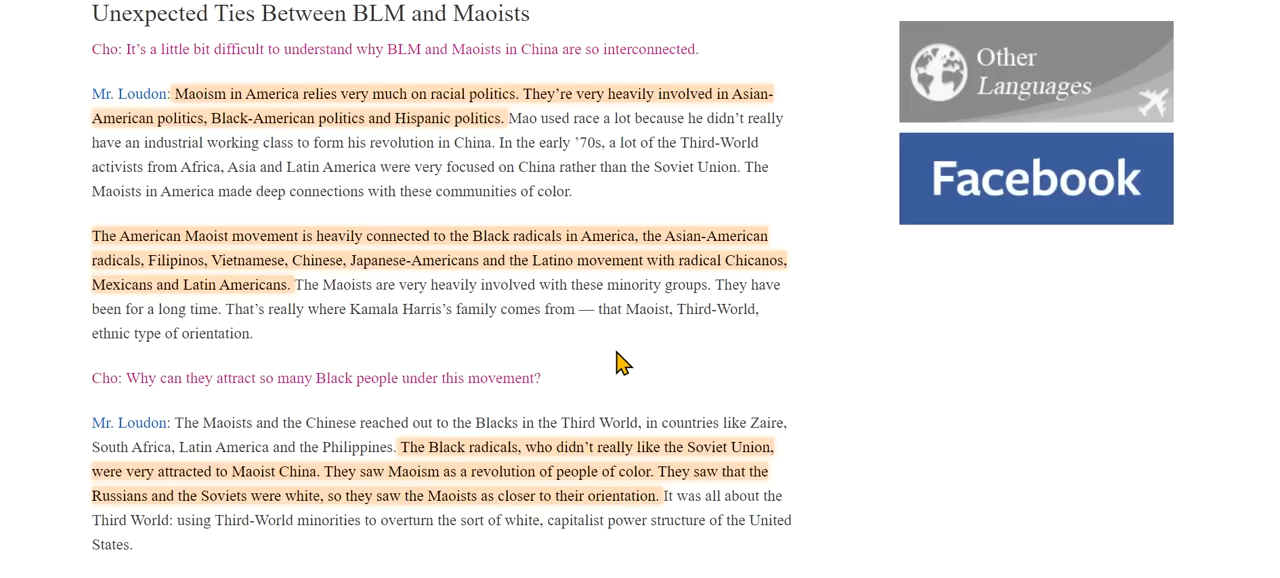 Unexpected Ties Between BLM and Maoists
Cho: It’s a little bit difficult to understand why BLM and Maoists in China are so interconnected.
Mr. Loudon: Maoism in America relies very much on racial politics. They’re very heavily involved in Asian-
American politics, Black-American politics and Hispanic politics. Mao used race a lot because he didn’t really
have an industrial working class to form his revolution in China. In the early ’70s, a lot of the Third-World
activists from Africa, Asia and Latin America were very focused on China rather than the Soviet Union. The
Maoists in America made deep connections with these communities of color.
The American Maoist movement is heavily connected to the Black radicals in America, the Asian-American
radicals, Filipinos, Vietnamese, Chinese, Japanese-Americans and the Latino movement with radical Chicanos,
Mexicans and Latin Americans. The Maoists are very heavily involved with these minority groups. They have
been for a long time. That’s really where Kamala Harris’s family comes from — that Maoist, Third-World,
ethnic type of orientation.
Cho: Why can they attract so many Black people under this movement?
Mr. Loudon: The Maoists and the Chinese reached out to the Blacks in the Third World, in countries like Zaire,
South Africa, Latin America and the Philippines. The Black radicals, who didn’t really like the Soviet Union,
were very attracted to Maoist China. They saw Maoism as a revolution of people of color. They saw that the
Russians and the Soviets were white, so they saw the Maoists as closer to their orientation. It was all about the
Third World: using Third-World minorities to overturn the sort of white, capitalist power structure of the United
States.
Other
Languages
Facebook